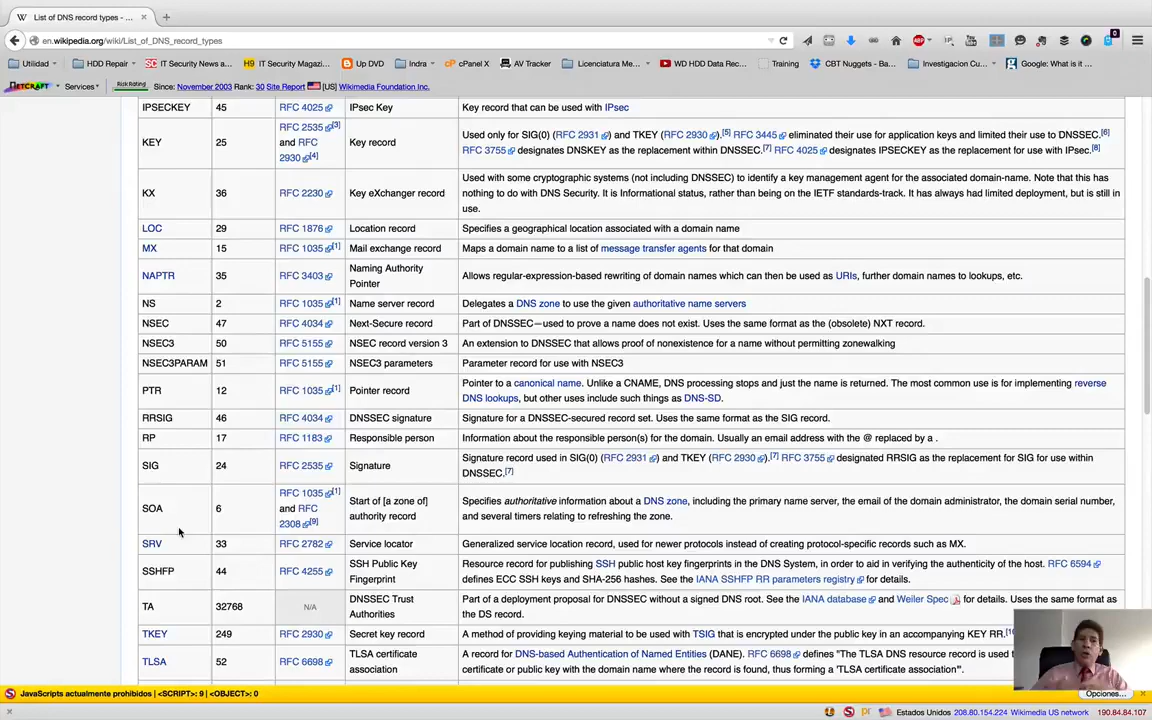 W List of DNS record types - ...
en.wikipedia.org/wiki/List_of_DNS_record_types
ABP
0
Utilidad
HDD Repair
SC IT Security News a...
H9 IT Security Magazi...
Up DVD
Indra
cPanel X
AV Tracker
Licenciatura Me...
WD HDD Data Rec...
Training
CBT Nuggets - Ba...
Investigacion Cu...
Google: What is it ...
NETCRAFT Services Risk Rating Since: November 2003 Rank: 30 Site Report [US] Wikimedia Foundation, Inc.
IPSECKEY 45 RFC 4025 IPsec Key Key record that can be used with IPsec
KEY 25 RFC 2535 [3] and RFC 2930 [4] Key record Used only for SIG(0) (RFC 2931) and TKEY (RFC 2930).[5] RFC 3445 eliminated their use for application keys and limited their use to DNSSEC.[6]
RFC 3755 designates DNSKEY as the replacement within DNSSEC.[7] RFC 4025 designates IPSECKEY as the replacement for use with IPsec.[8]
KX 36 RFC 2230 Key eXchanger record Used with some cryptographic systems (not including DNSSEC) to identify a key management agent for the associated domain-name. Note that this has
nothing to do with DNS Security. It is Informational status, rather than being on the IETF standards-track. It has always had limited deployment, but is still in
use.
LOC 29 RFC 1876 Location record Specifies a geographical location associated with a domain name
MX 15 RFC 1035 [1] Mail exchange record Maps a domain name to a list of message transfer agents for that domain
NAPTR 35 RFC 3403 Naming Authority Pointer Allows regular-expression-based rewriting of domain names which can then be used as URIs, further domain names to lookups, etc.
NS 2 RFC 1035 [1] Name server record Delegates a DNS zone to use the given authoritative name servers
NSEC 47 RFC 4034 Next-Secure record Part of DNSSEC—used to prove a name does not exist. Uses the same format as the (obsolete) NXT record.
NSEC3 50 RFC 5155 NSEC record version 3 An extension to DNSSEC that allows proof of nonexistence for a name without permitting zonewalking
NSEC3PARAM 51 RFC 5155 NSEC3 parameters Parameter record for use with NSEC3
PTR 12 RFC 1035 [1] Pointer record Pointer to a canonical name. Unlike a CNAME, DNS processing stops and just the name is returned. The most common use is for implementing reverse
DNS lookups, but other uses include such things as DNS-SD.
RRSIG 46 RFC 4034 DNSSEC signature Signature for a DNSSEC-secured record set. Uses the same format as the SIG record.
RP 17 RFC 1183 Responsible person Information about the responsible person(s) for the domain. Usually an email address with the @ replaced by a .
SIG 24 RFC 2535 Signature Signature record used in SIG(0) (RFC 2931) and TKEY (RFC 2930).[7] RFC 3755 designated RRSIG as the replacement for SIG for use within
DNSSEC.[7]
SOA 6 RFC 1035 [1] and RFC 2308 [9] Start of [a zone of] authority record Specifies authoritative information about a DNS zone, including the primary name server, the email of the domain administrator, the domain serial number,
and several timers relating to refreshing the zone.
SRV 33 RFC 2782 Service locator Generalized service location record, used for newer protocols instead of creating protocol-specific records such as MX.
SSHFP 44 RFC 4255 SSH Public Key Fingerprint Resource record for publishing SSH public host key fingerprints in the DNS System, in order to aid in verifying the authenticity of the host. RFC 6594
defines ECC SSH keys and SHA-256 hashes. See the IANA SSHFP RR parameters registry for details.
TA 32768 N/A DNSSEC Trust Authorities Part of a deployment proposal for DNSSEC without a signed DNS root. See the IANA database and Weiler Spec for details. Uses the same format as
the DS record.
TKEY 249 RFC 2930 Secret key record A method of providing keying material to be used with TSIG that is encrypted under the public key in an accompanying KEY RR.
TLSA 52 RFC 6698 TLSA certificate association A record for DNS-based Authentication of Named Entities (DANE). RFC 6698 defines "The TLSA DNS resource record is used t
certificate or public key with the domain name where the record is found, thus forming a 'TLSA certificate association'".
JavaScripts actualmente prohibidos | <SCRIPT>: 9 | <OBJECT>: 0
Opciones...
pr Estados Unidos 208.80.154.224 Wikimedia US network 190.84.84.107